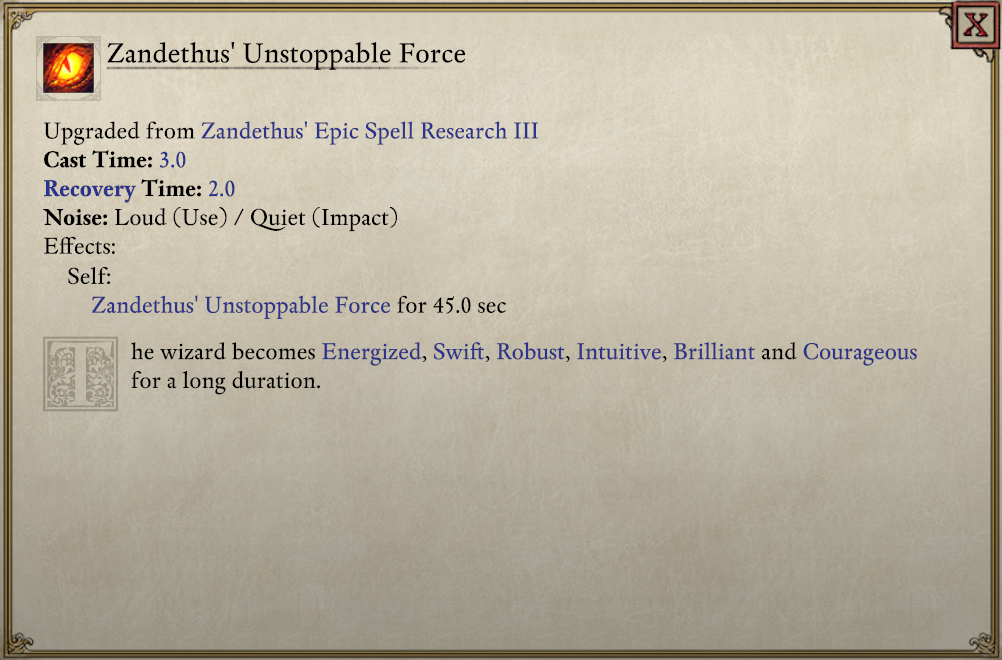 X
Zandethus' Unstoppable Force
Upgraded from Zandethus' Epic Spell Research III
Cast Time: 3.0
Recovery Time: 2.0
Noise: Loud (Use) / Quiet (Impact)
Effects:
Self:
Zandethus' Unstoppable Force for 45.0 sec
The wizard becomes Energized, Swift, Robust, Intuitive, Brilliant and Courageous
for a long duration.